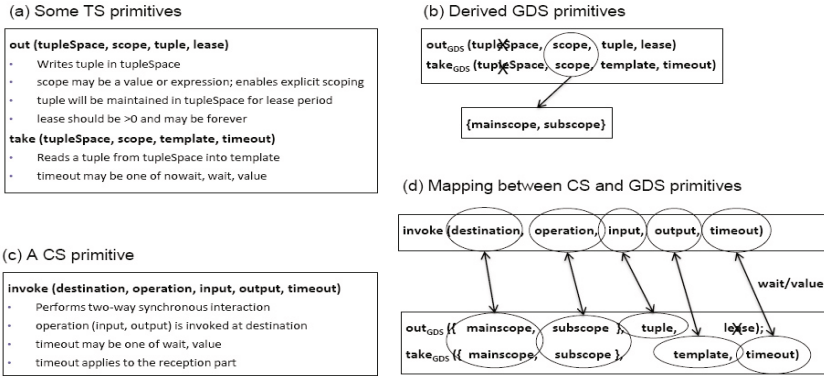 (a) Some TS primitives
out (tupleSpace, scope, tuple, lease)
• Writes tuple in tupleSpace
• scope may be a value or expression; enables explicit scoping
• tuple will be maintained in tupleSpace for lease period
• lease should be >0 and may be forever
take (tupleSpace, scope, template, timeout)
• Reads a tuple from tupleSpace into template
• timeout may be one of nowait, wait, value
(b) Derived GDS primitives
outGDS (tupleSpace, scope, tuple, lease)
takeGDS (tupleSpace, scope, template, timeout)
{mainscope, subscope}
(c) A CS primitive
invoke (destination, operation, input, output, timeout)
• Performs two-way synchronous interaction
• operation (input, output) is invoked at destination
• timeout may be one of wait, value
• timeout applies to the reception part
(d) Mapping between CS and GDS primitives
invoke (destination, operation, input, output, timeout)
wait/value
outGDS ({ mainscope, subscope }, tuple, lease);
takeGDS ({ mainscope, subscope }, template, timeout)